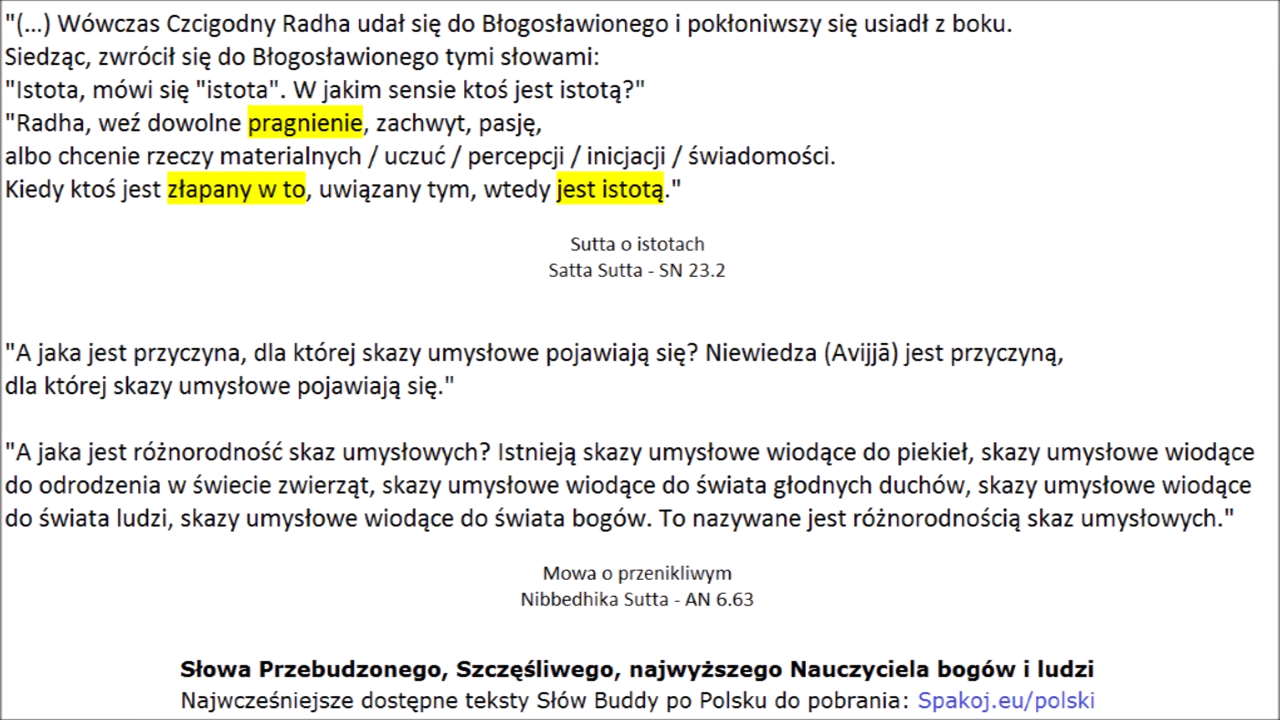 "(...) Wówczas Czcigodny Radha udał się do Błogosławionego i pokłoniwszy się usiadł z boku.
Siedząc, zwrócił się do Błogosławionego tymi słowami:
"Istota, mówi się "istota". W jakim sensie ktoś jest istotą?"
"Radha, weź dowolne pragnienie, zachwyt, pasję,
albo chcenie rzeczy materialnych / uczuć / percepcji / inicjacji / świadomości.
Kiedy ktoś jest złapany w to, uwiązany tym, wtedy jest istotą."
Sutta o istotach
Satta Sutta - SN 23.2
"A jaka jest przyczyna, dla której skazy umysłowe pojawiają się? Niewiedza (Avijjā) jest przyczyną,
dla której skazy umysłowe pojawiają się."
"A jaka jest różnorodność skaz umysłowych? Istnieją skazy umysłowe wiodące do piekieł, skazy umysłowe wiodące
do odrodzenia w świecie zwierząt, skazy umysłowe wiodące do świata głodnych duchów, skazy umysłowe wiodące
do świata ludzi, skazy umysłowe wiodące do świata bogów. To nazywane jest różnorodnością skaz umysłowych."
Mowa o przenikliwym
Nibbedhika Sutta - AN 6.63
Słowa Przebudzonego, Szczęśliwego, najwyższego Nauczyciela bogów i ludzi
Najwcześniejsze dostępne teksty Słów Buddy po Polsku do pobrania: Spakoj.eu/polski